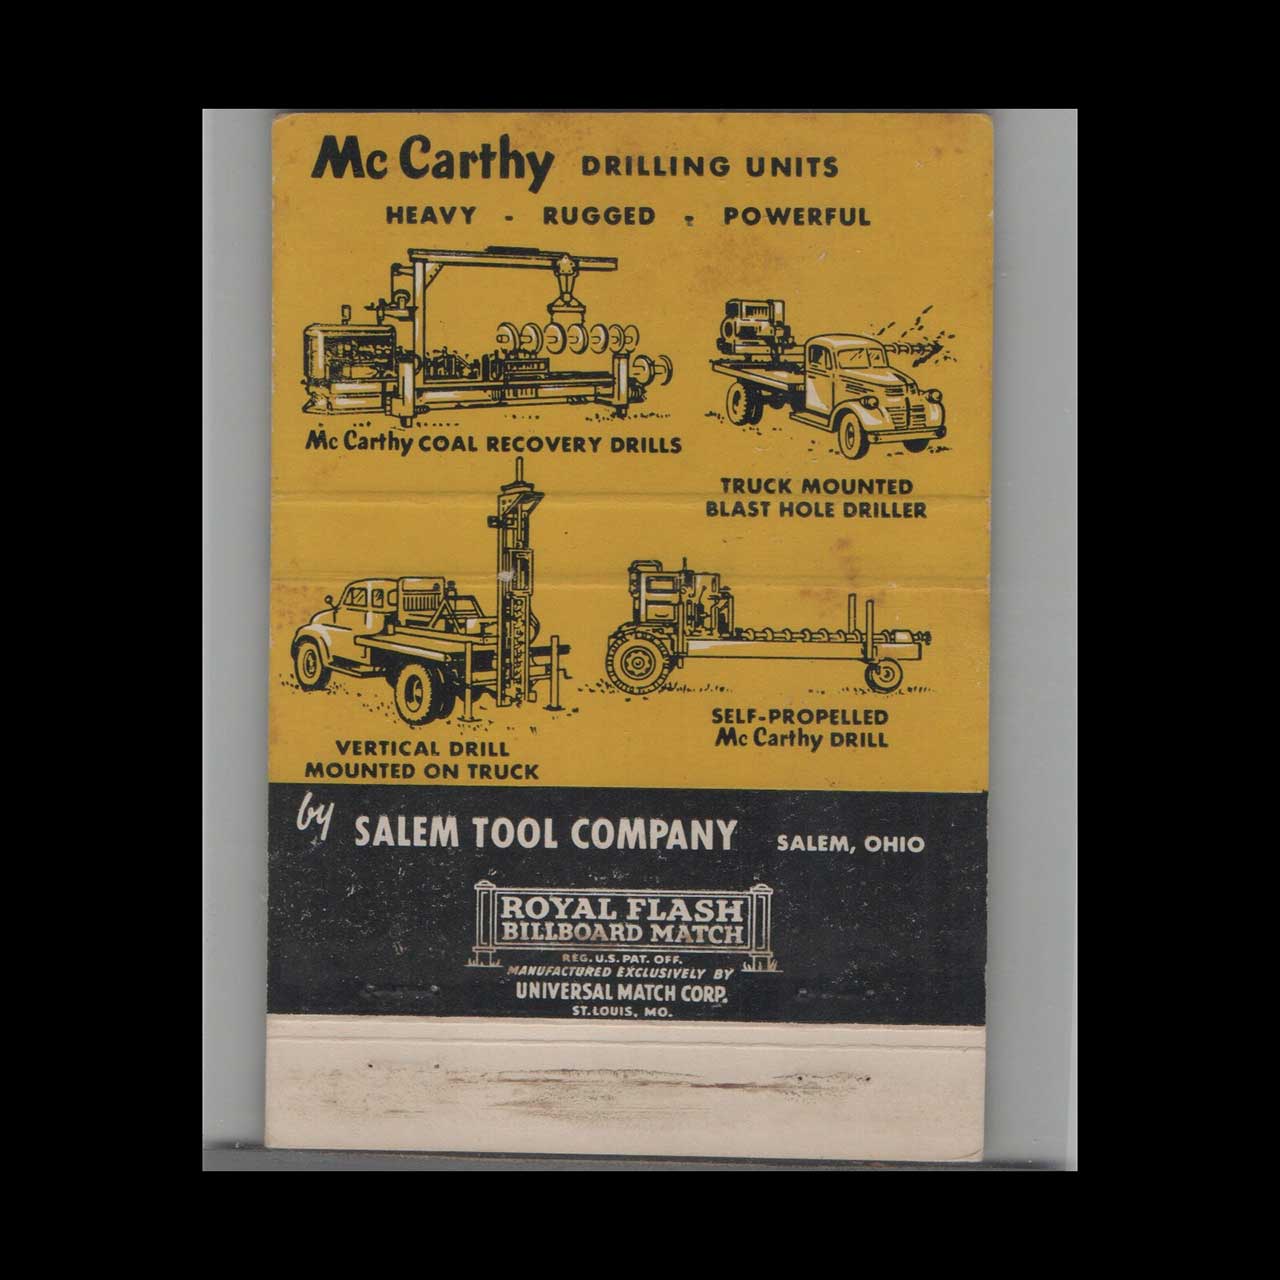 Mc Carthy DRILLING UNITS
HEAVY - RUGGED - POWERFUL
Mc Carthy COAL RECOVERY DRILLS
TRUCK MOUNTED
BLAST HOLE DRILLER
VERTICAL DRILL
MOUNTED ON TRUCK
SELF-PROPELLED
Mc Carthy DRILL
by SALEM TOOL COMPANY SALEM, OHIO
ROYAL FLASH
BILLBOARD MATCH
REG. U.S. PAT. OFF.
MANUFACTURED EXCLUSIVELY BY
UNIVERSAL MATCH CORP.
ST. LOUIS, MO.